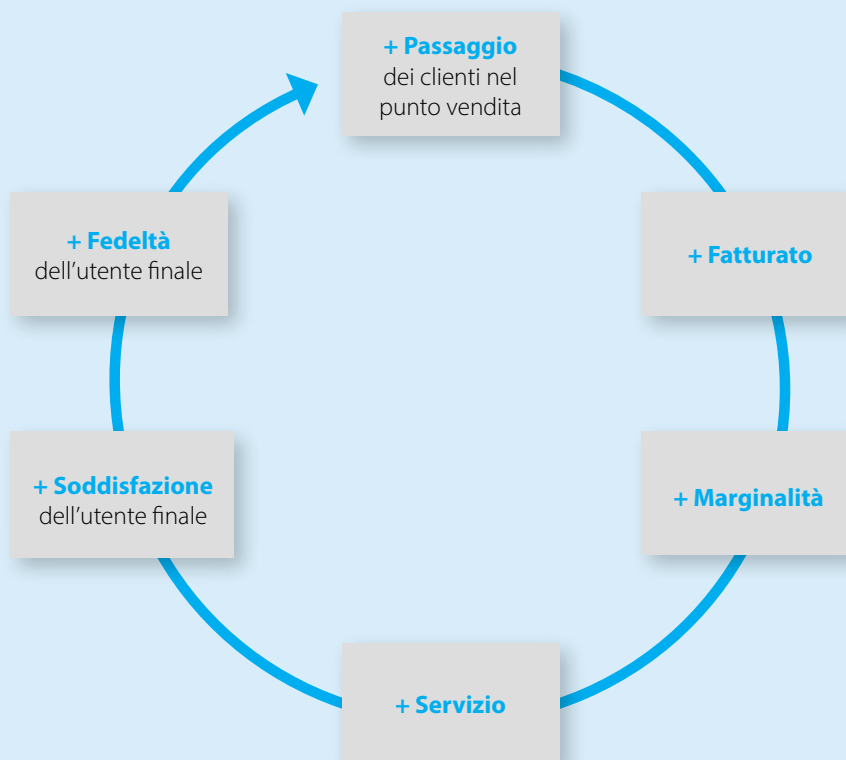 + Passaggio
dei clienti nel
punto vendita
+ Fatturato
+ Marginalità
+ Servizio
+ Soddisfazione
dell’utente finale
+ Fedeltà
dell’utente finale